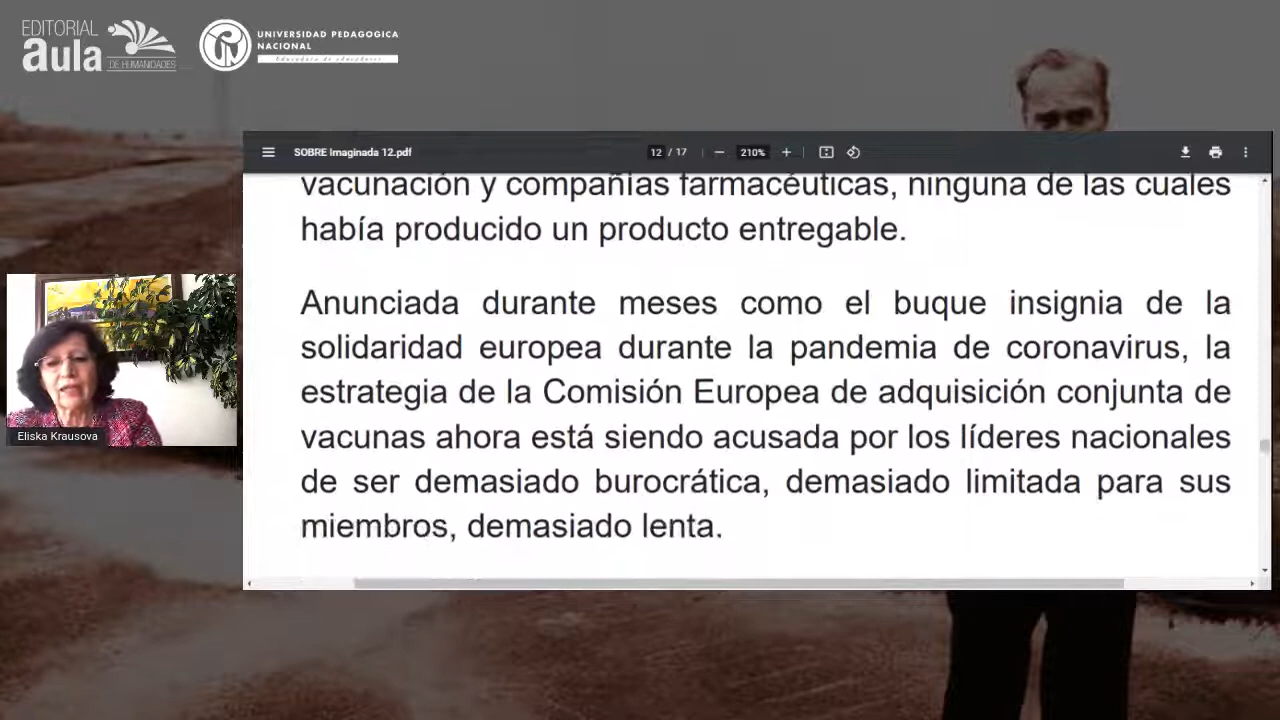 EDITORIAL
aula
DE HUMANIDADES
UNIVERSIDAD PEDAGOGICA
NACIONAL
Educadora de educadores
SOBRE Imaginada 12.pdf
12 / 17
210%
vacunación y compañías farmacéuticas, ninguna de las cuales
había producido un producto entregable.
Anunciada durante meses como el buque insignia de la
solidaridad europea durante la pandemia de coronavirus, la
estrategia de la Comisión Europea de adquisición conjunta de
vacunas ahora está siendo acusada por los líderes nacionales
de ser demasiado burocrática, demasiado limitada para sus
miembros, demasiado lenta.
Eliska Krausova